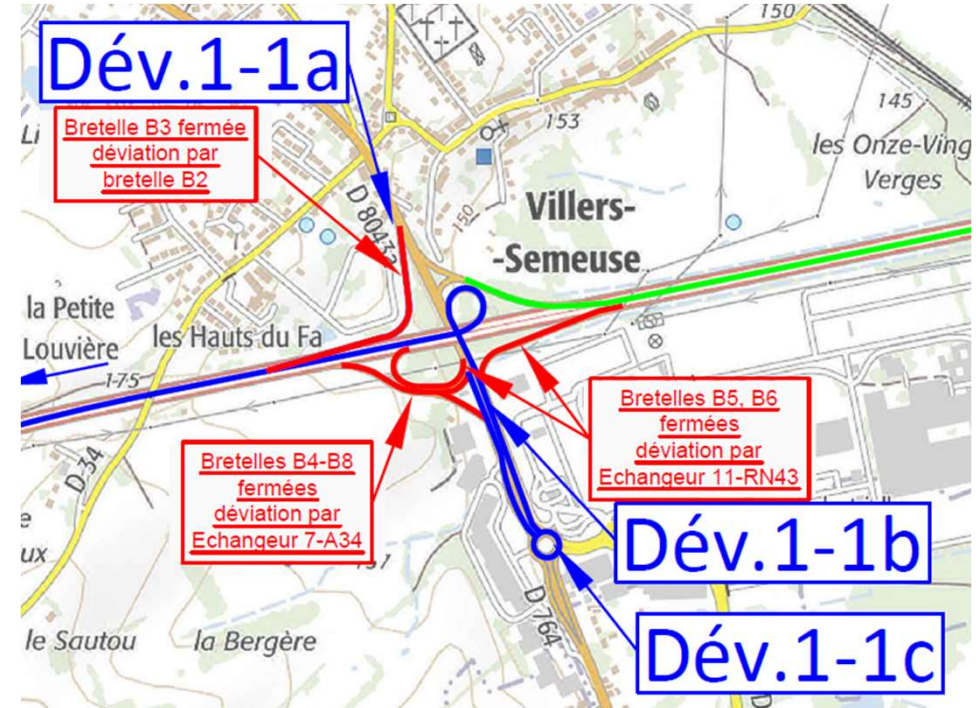 150
Dév.1-1a
Bretelle B3 fermée
déviation par
bretelle B2
153
145
les Onze-Ving
Verges
D 8043
150
Villers-
-Semeuse
la Petite
Louvière
les Hauts du Fa
175
D 34
Bretelles B5, B6
fermées
déviation par
Echangeur 11-RN43
Bretelles B4-B8
fermées
déviation par
Echangeur 7-A34
Dév.1-1b
D 764
Dév.1-1c
le Sautou
la Bergère